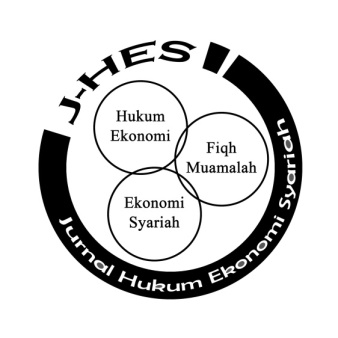 J-HES
Hukum
Ekonomi
Fiqh
Muamalah
Ekonomi
Syariah
Jurnal Hukum Ekonomi Syariah